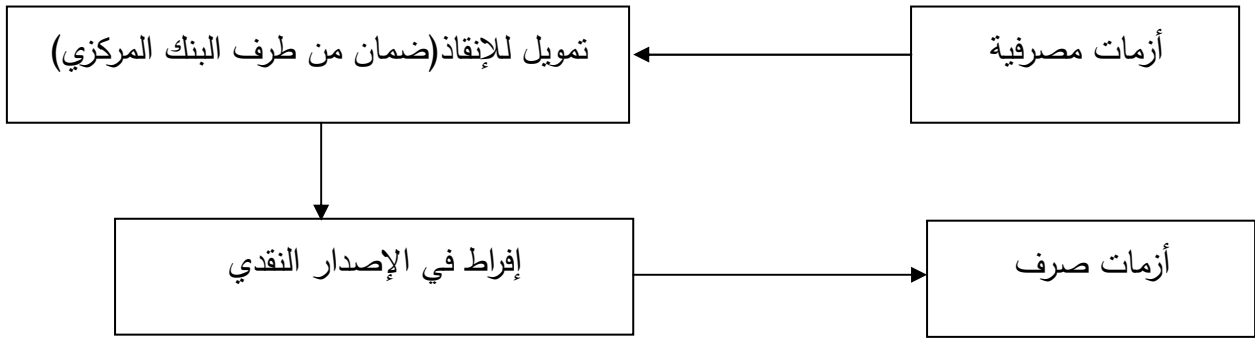 أزمات مصرفية
تمويل للإنقاذ(ضمان من طرف البنك المركزي)
إفراط في الإصدار النقدي
أزمات صرف